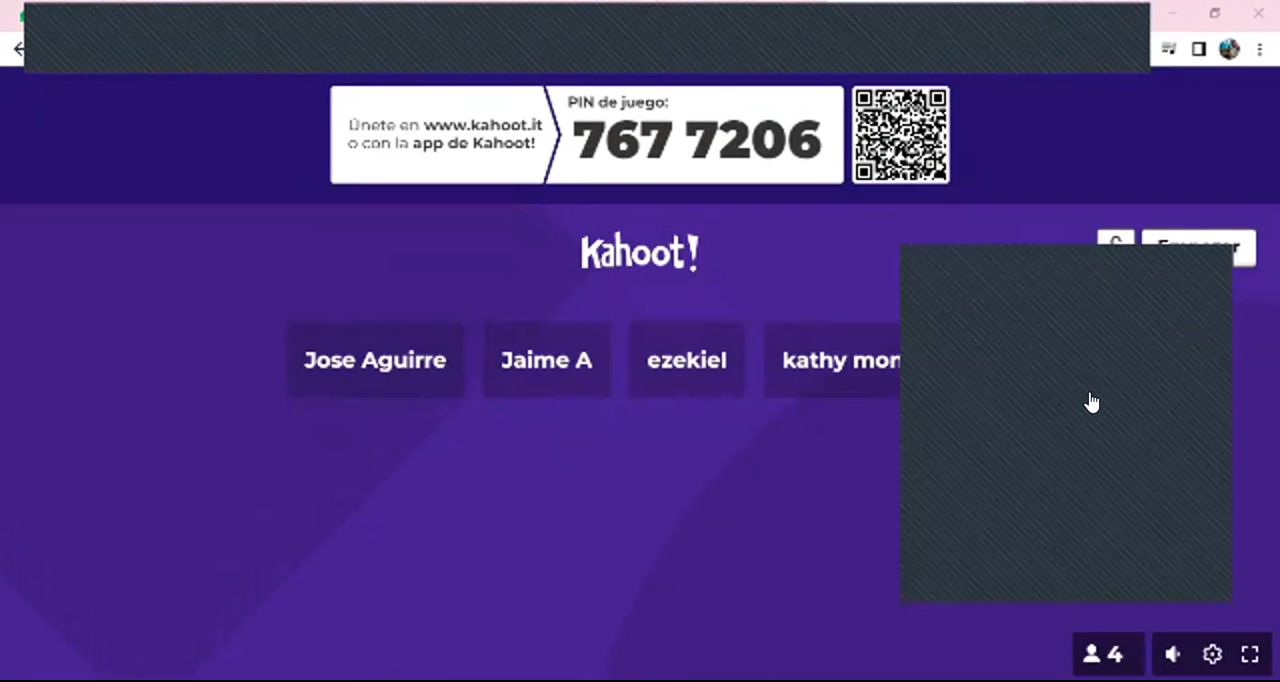 Únete en www.kahoot.it
o con la app de Kahoot!
PIN de juego:
767 7206
Kahoot!
Jose Aguirre
Jaime A
ezekiel
kathy
4